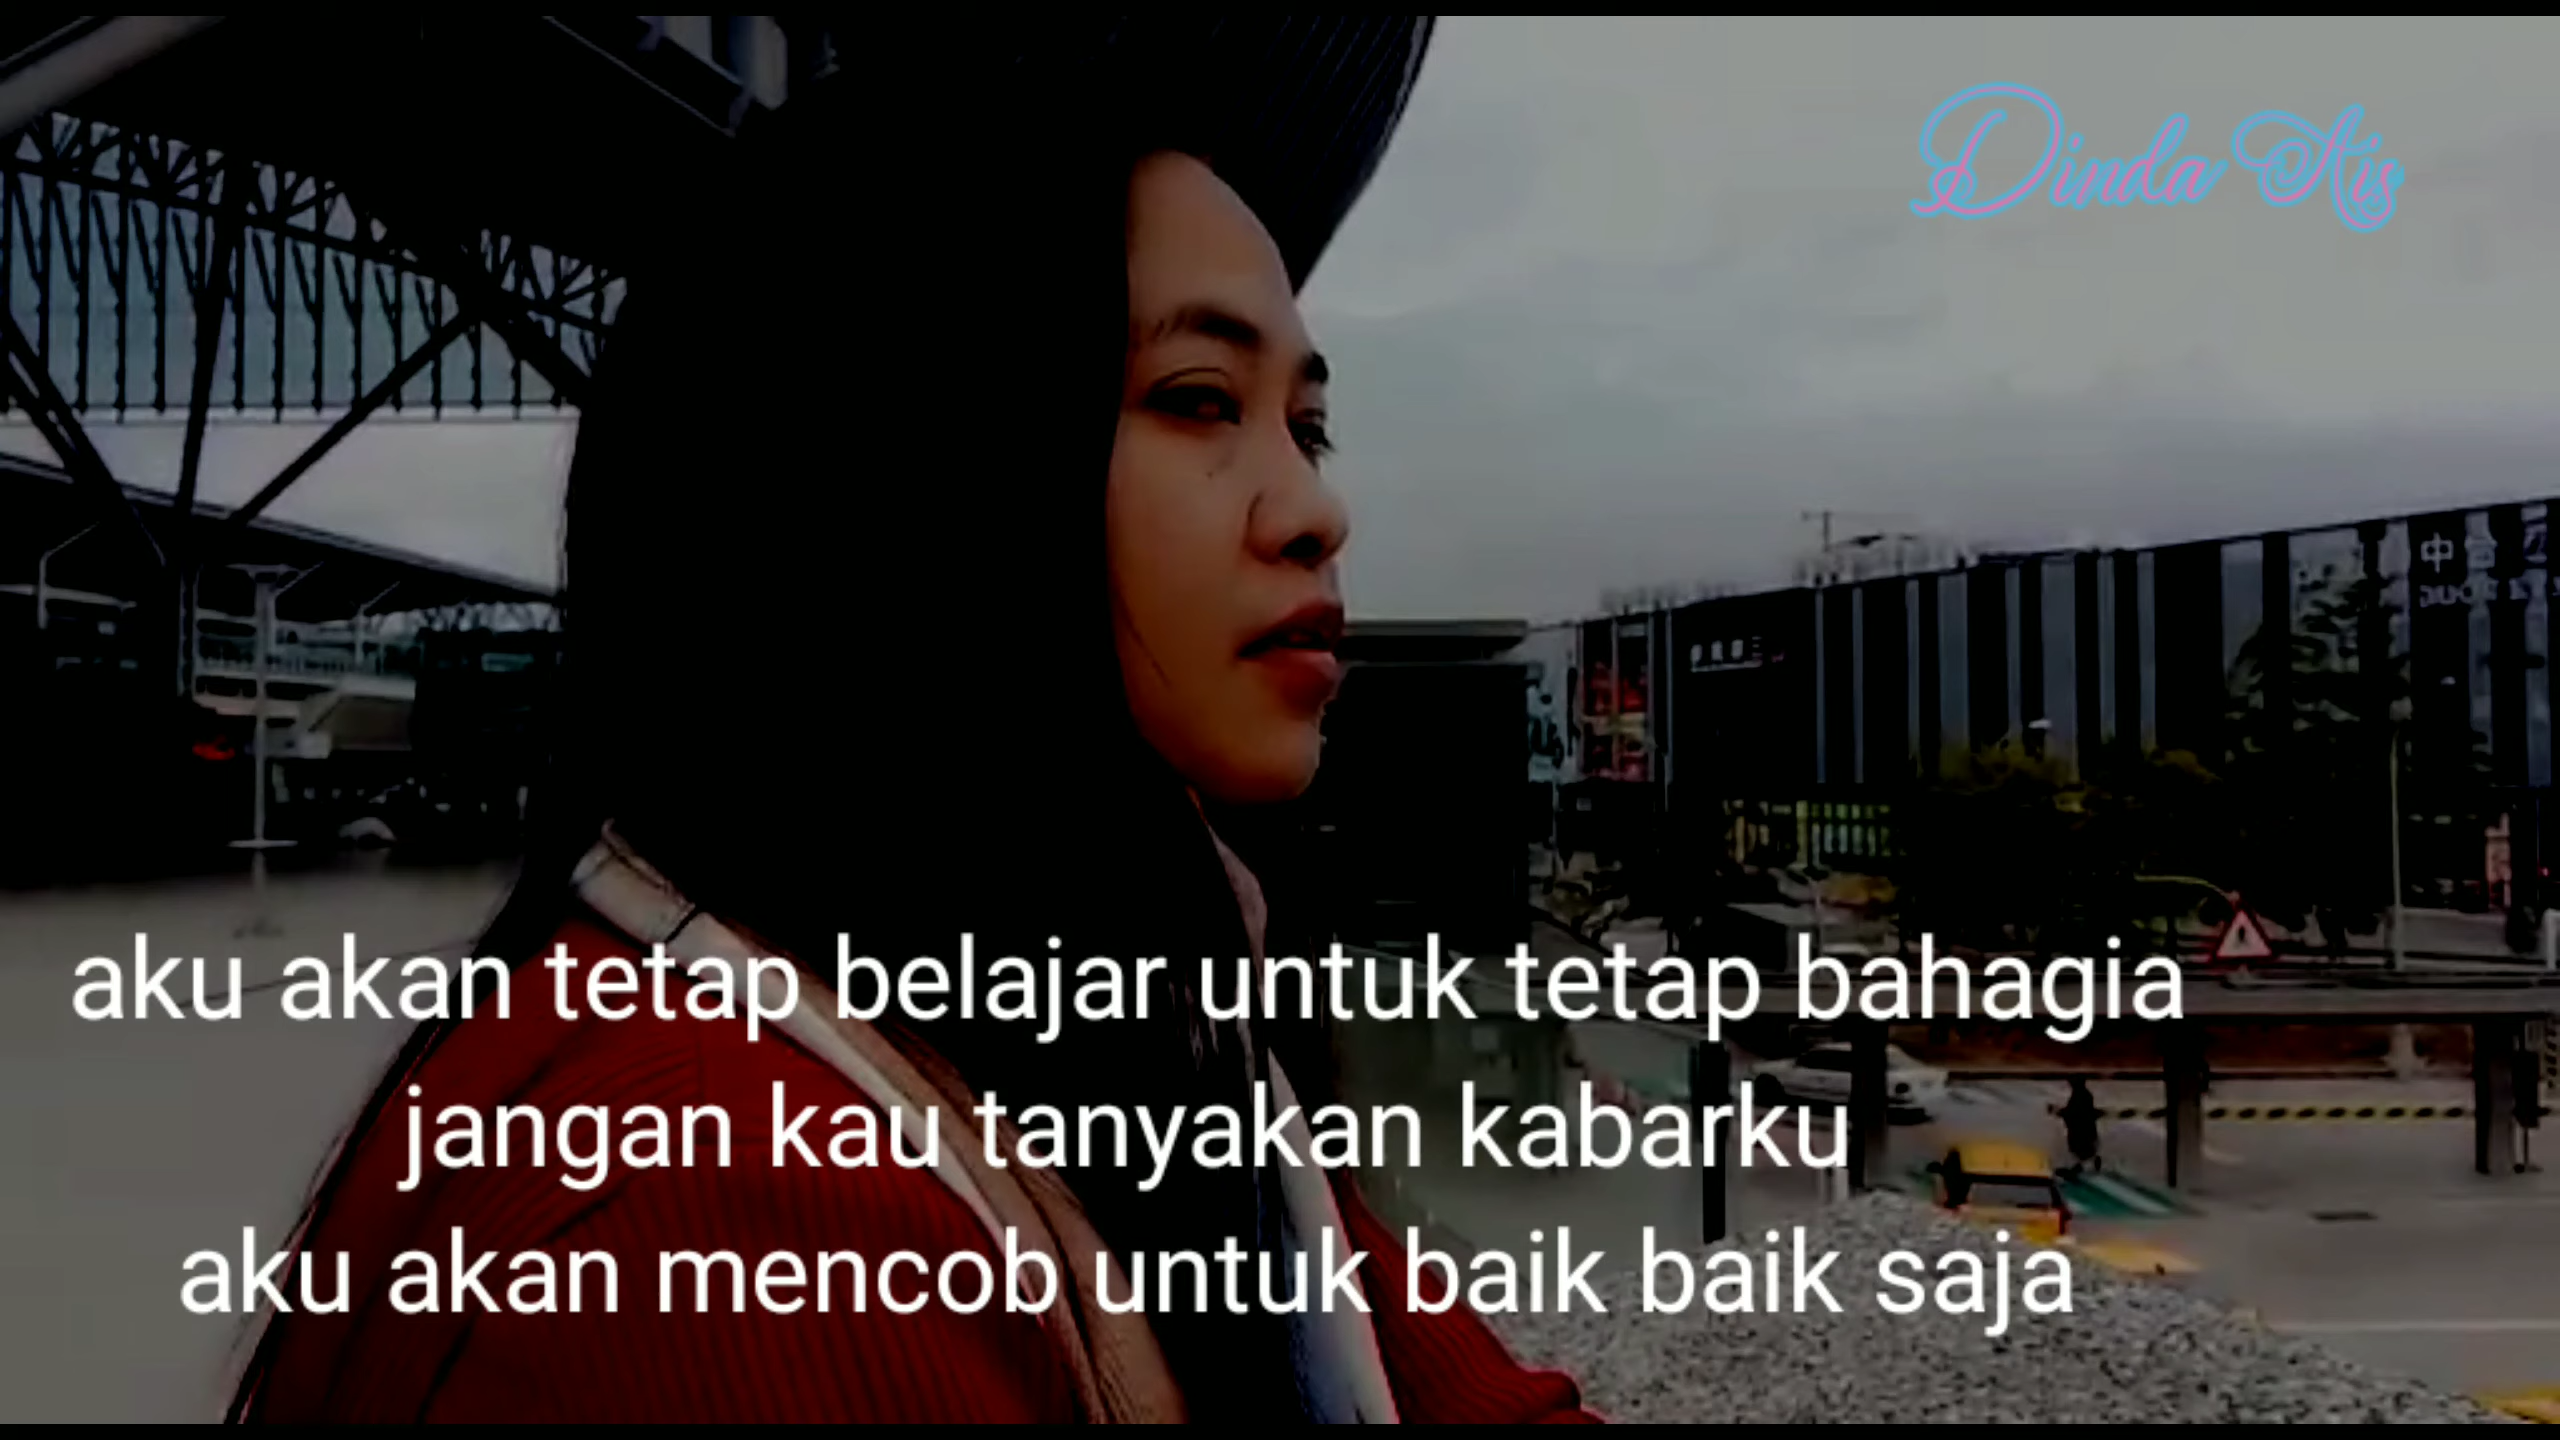 Dinda Ais
aku akan tetap belajar untuk tetap bahagia
jangan kau tanyakan kabarku
aku akan mencob untuk baik baik saja